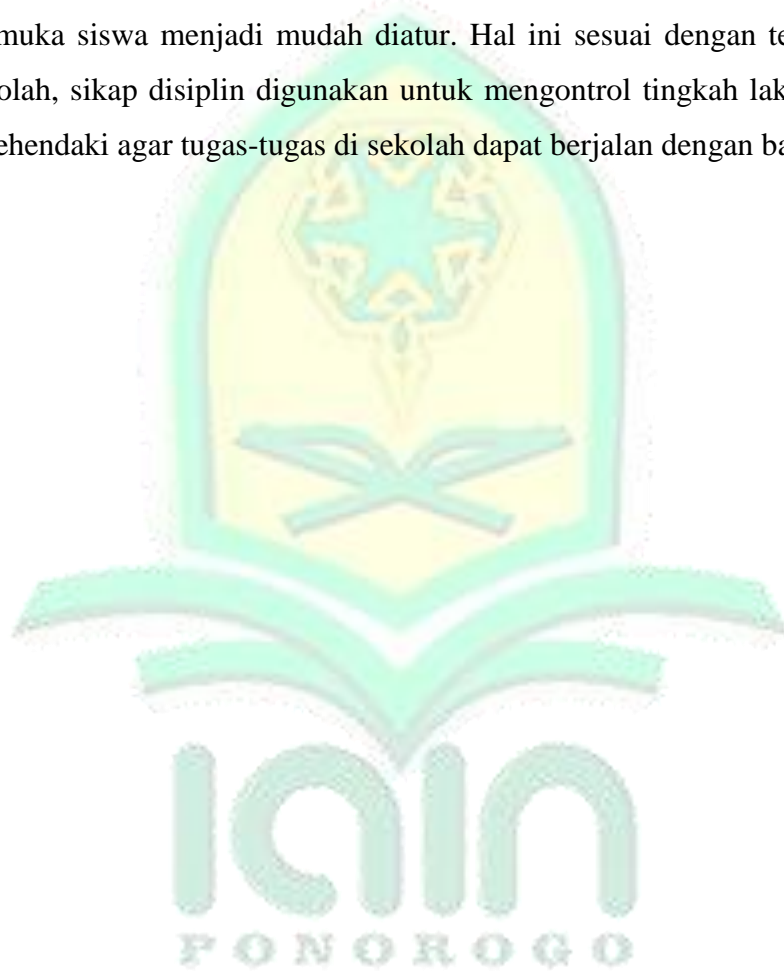 muka siswa menjadi mudah diatur. Hal ini sesuai dengan te
olah, sikap disiplin digunakan untuk mengontrol tingkah lak
ehendaki agar tugas-tugas di sekolah dapat berjalan dengan ba
iain
PONOROGO